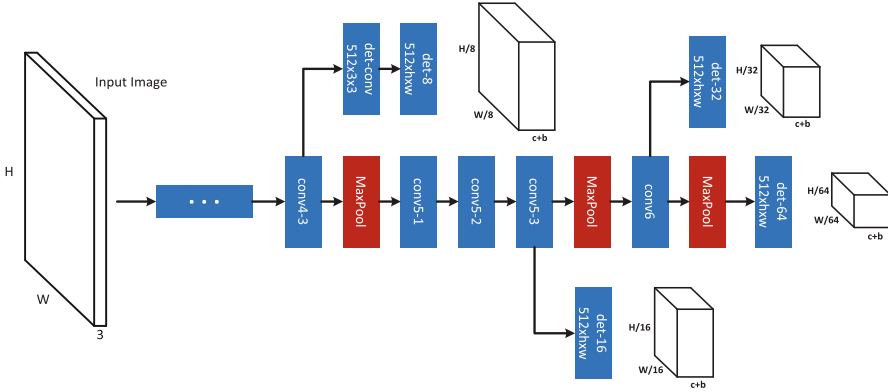 Input Image
H
W
3
. . .
conv4-3
MaxPool
conv5-1
conv5-2
conv5-3
MaxPool
conv6
MaxPool
det-64
512xhxw
H/64
W/64
c+b
det-conv
512x3x3
det-8
512xhxw
H/8
W/8
c+b
det-32
512xhxw
H/32
W/32
c+b
det-16
512xhxw
H/16
W/16
c+b